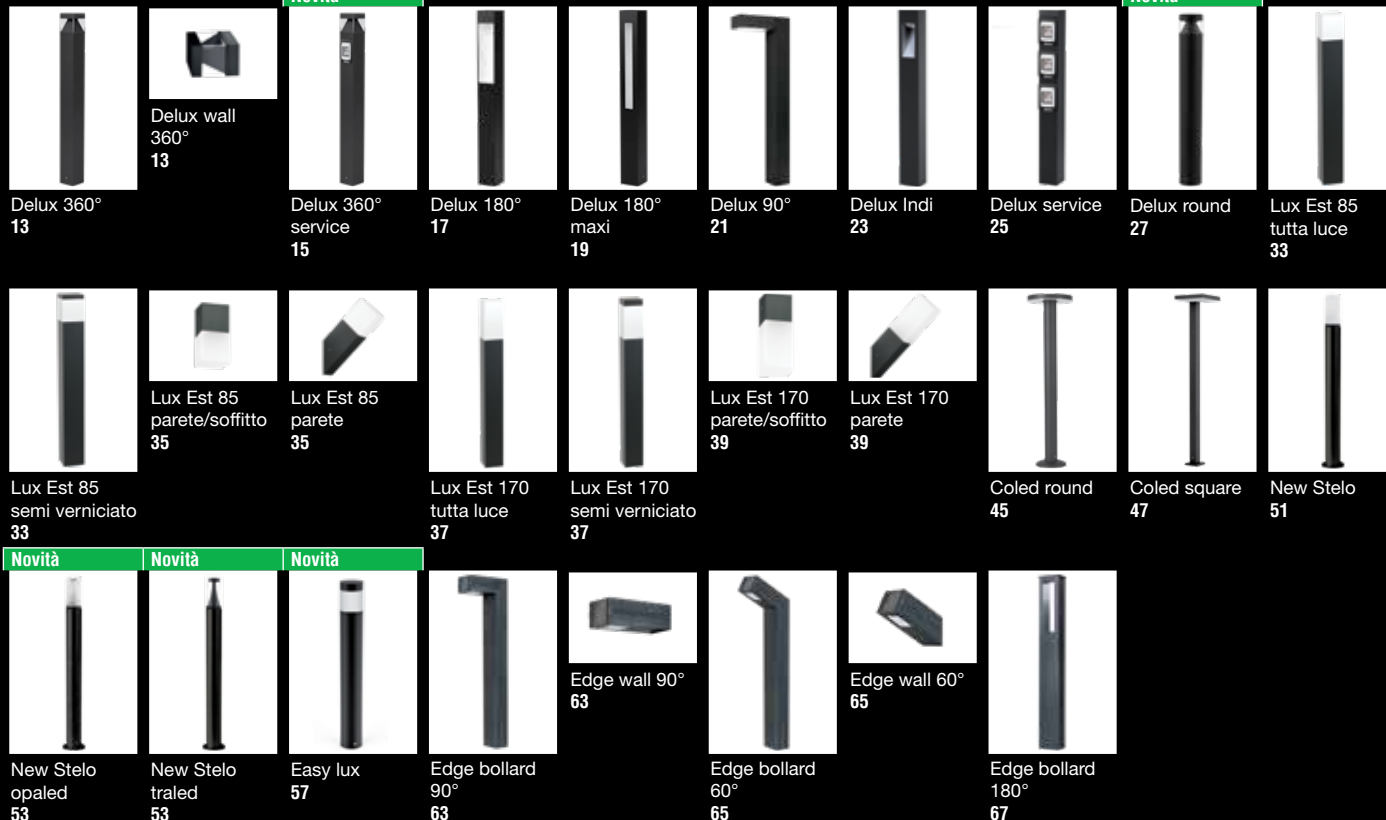 Novità
Novità
Delux 360°
13
Delux wall
360°
13
Delux 360°
service
15
Delux 180°
17
Delux 180°
maxi
19
Delux 90°
21
Delux Indi
23
Delux service
25
Delux round
27
Lux Est 85
tutta luce
33
Lux Est 85
semi verniciato
33
Lux Est 85
parete/soffitto
35
Lux Est 85
parete
35
Lux Est 170
tutta luce
37
Lux Est 170
semi verniciato
37
Lux Est 170
parete/soffitto
39
Lux Est 170
parete
39
Coled round
45
Coled square
47
New Stelo
51
Novità
Novità
Novità
New Stelo
opaled
53
New Stelo
traled
53
Easy lux
57
Edge bollard
90°
63
Edge wall 90°
63
Edge bollard
60°
65
Edge wall 60°
65
Edge bollard
180°
67